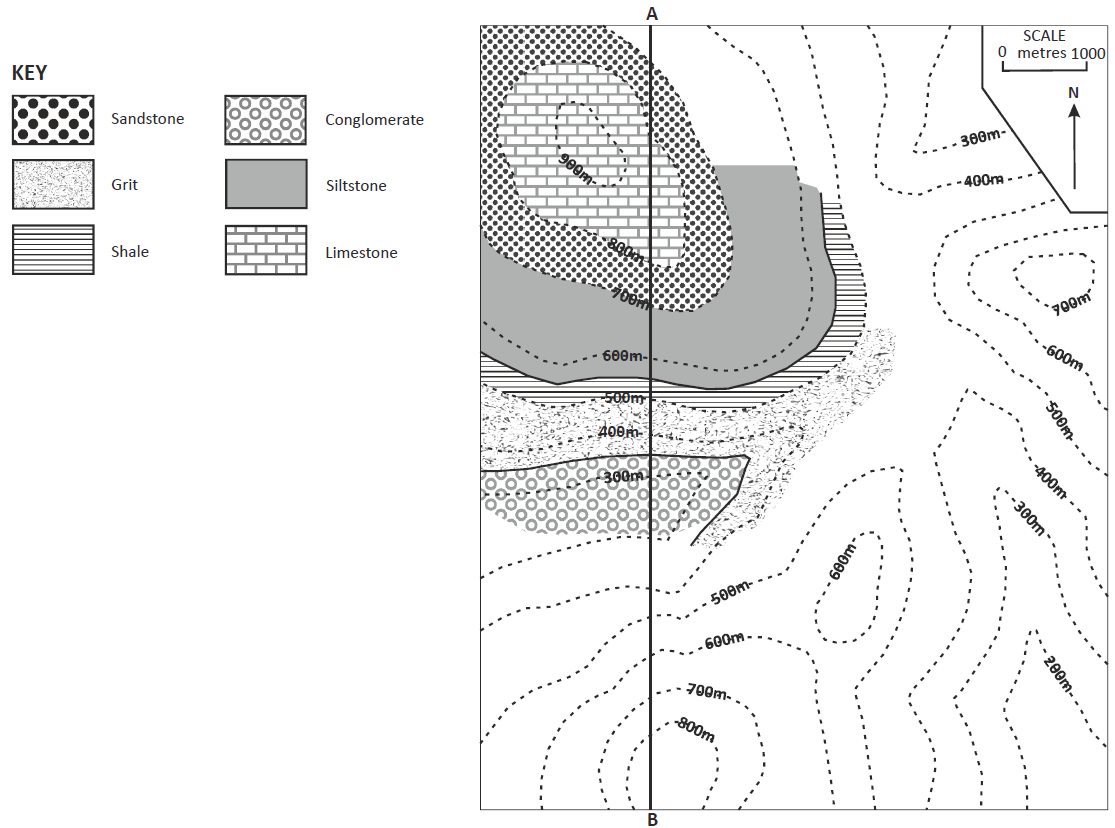 A
KEY
Sandstone
Conglomerate
Grit
Siltstone
Shale
Limestone
SCALE
0 metres 1000
N
300m
400m
900m
800m
700m
700m
600m
600m
500m
500m
400m
400m
300m
300m
600m
500m
600m
200m
700m
800m
B